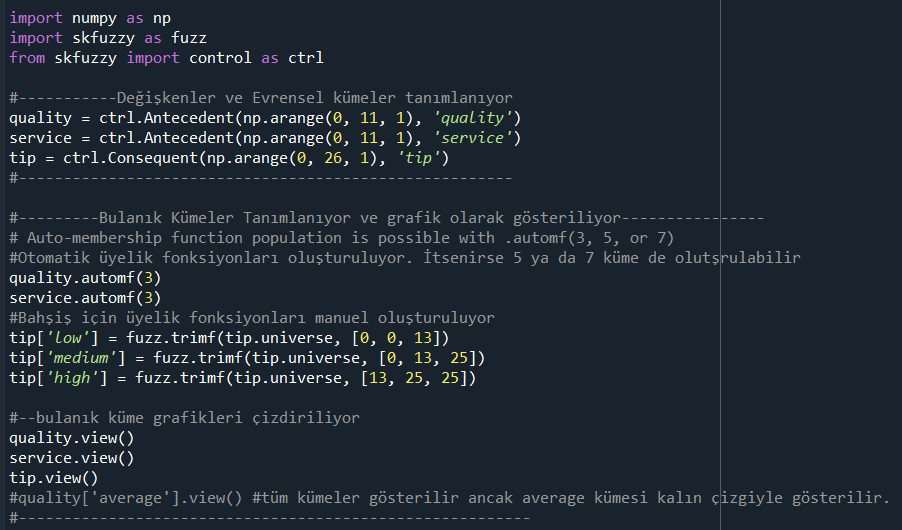 import numpy as np
import skfuzzy as fuzz
from skfuzzy import control as ctrl
#-----------Değişkenler ve Evrensel kümeler tanımlanıyor
quality = ctrl.Antecedent(np.arange(0, 11, 1), 'quality')
service = ctrl.Antecedent(np.arange(0, 11, 1), 'service')
tip = ctrl.Consequent(np.arange(0, 26, 1), 'tip')
#-------------------------------------------------------
#---------Bulanık Kümeler Tanımlanıyor ve grafik olarak gösteriliyor----------------
# Auto-membership function population is possible with .automf(3, 5, or 7)
#Otomatik üyelik fonksiyonları oluşturuluyor. İtsenirse 5 ya da 7 küme de olutşrulabilir
quality.automf(3)
service.automf(3)
#Bahşiş için üyelik fonksiyonları manuel oluşturuluyor
tip['low'] = fuzz.trimf(tip.universe, [0, 0, 13])
tip['medium'] = fuzz.trimf(tip.universe, [0, 13, 25])
tip['high'] = fuzz.trimf(tip.universe, [13, 25, 25])
#--bulanık küme grafikleri çizdiriliyor
quality.view()
service.view()
tip.view()
#quality['average'].view() #tüm kümeler gösterilir ancak average kümesi kalın çizgiyle gösterilir.
#---------------------------------------------------------